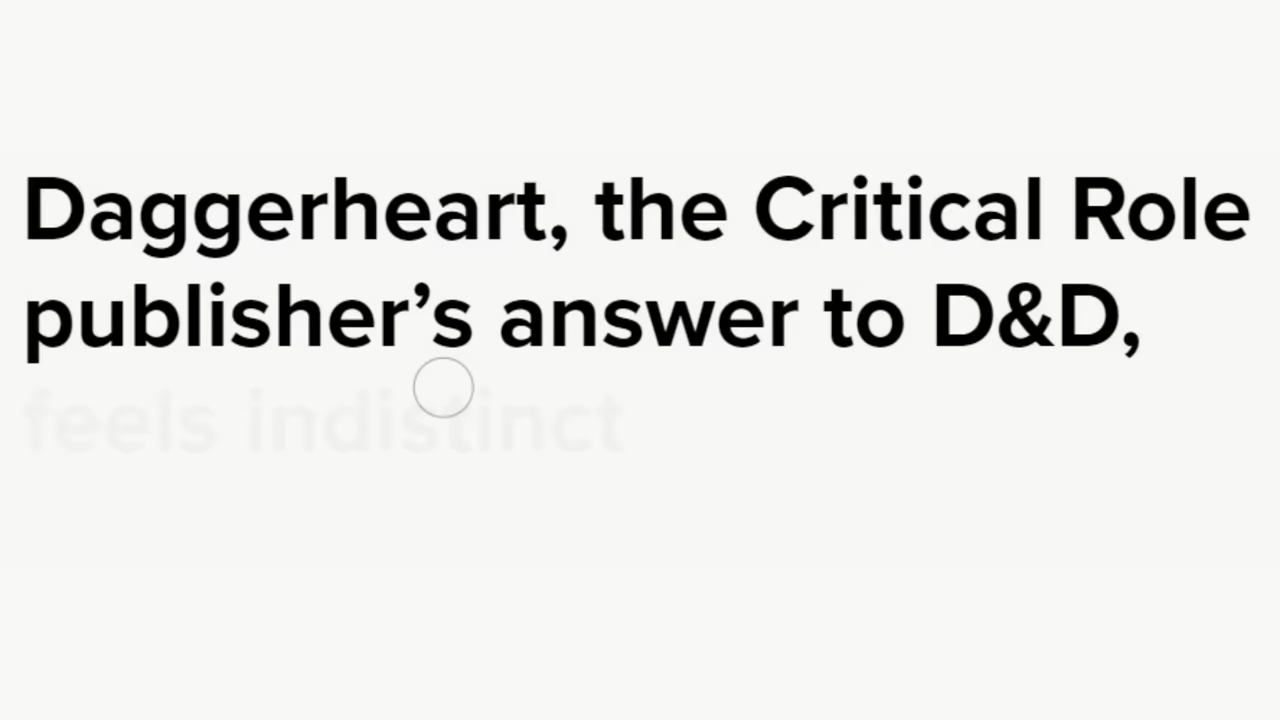 Daggerheart, the Critical Role
publisher’s answer to D&D,
feels indistinct